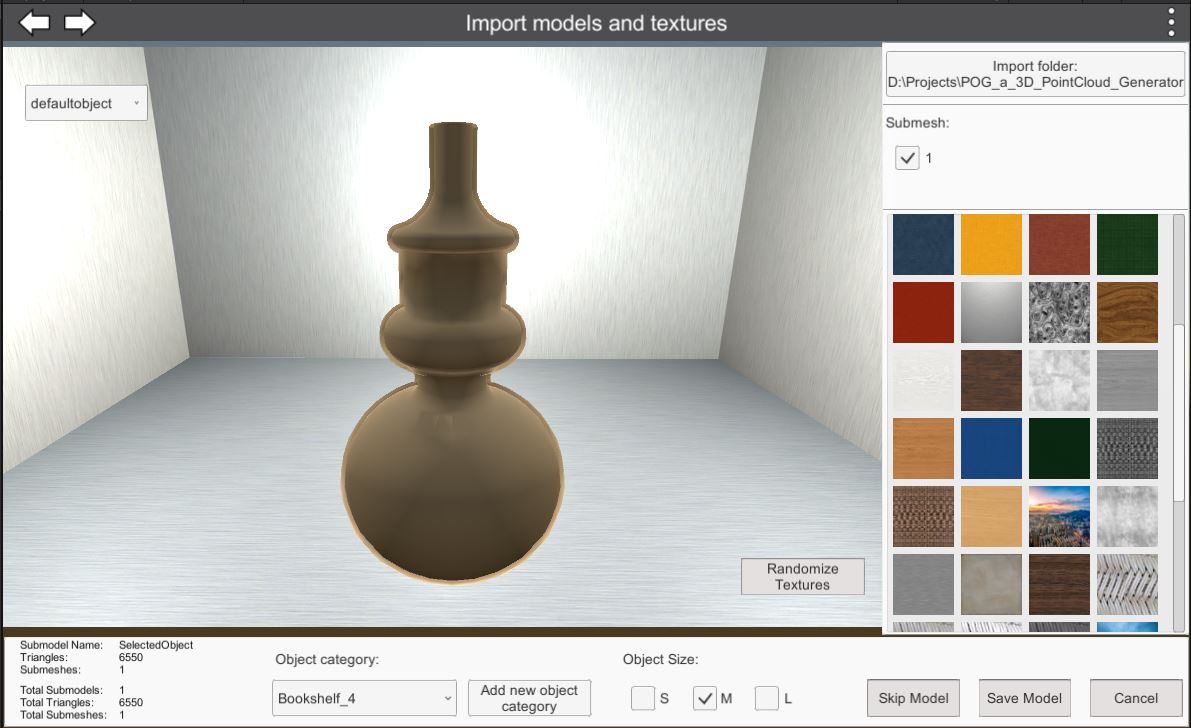 Import models and textures
defaultobject
Import folder:
D:\Projects\POG_a_3D_PointCloud_Generator
Submesh:
1
Randomize
Textures
Submodel Name: SelectedObject
Triangles: 6550
Submeshes: 1
Total Submodels: 1
Total Triangles: 6550
Total Submeshes: 1
Object category:
Bookshelf_4
Add new object
category
Object Size:
S M L
Skip Model
Save Model
Cancel